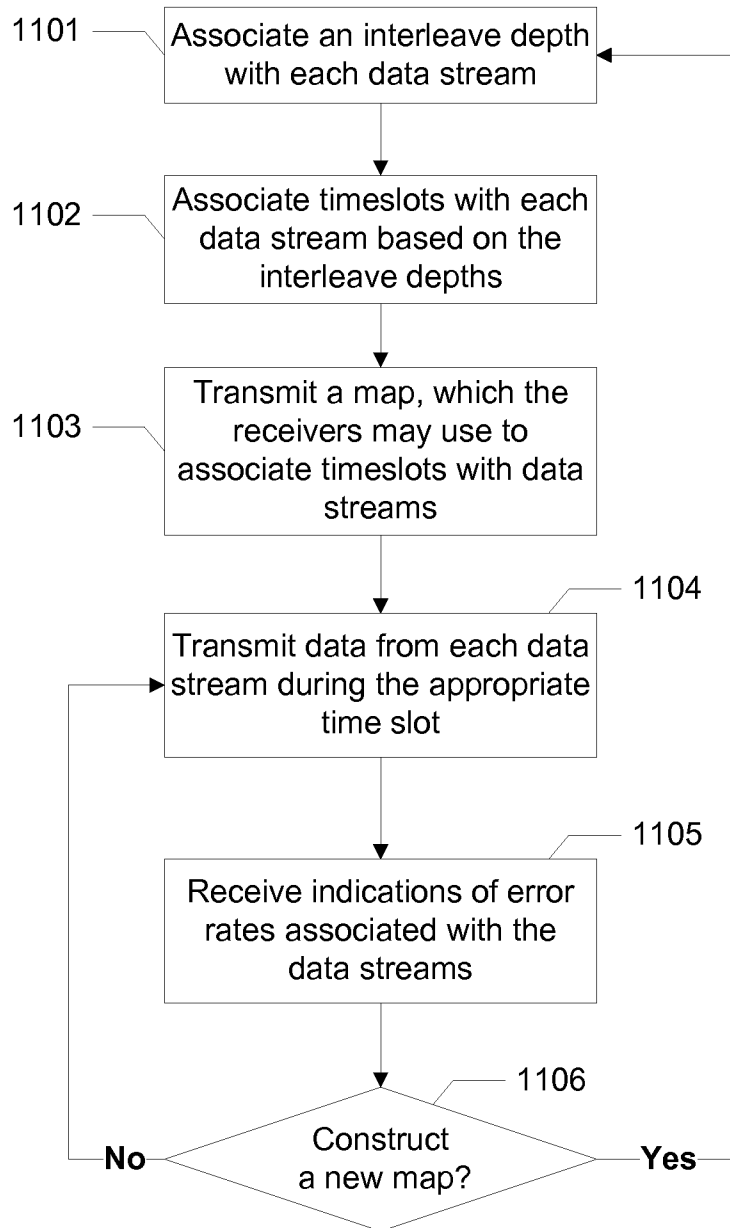 1101
Associate an interleave depth
with each data stream
1102
Associate timeslots with each
data stream based on the
interleave depths
1103
Transmit a map, which the
receivers may use to
associate timeslots with data
streams
1104
Transmit data from each data
stream during the appropriate
time slot
1105
Receive indications of error
rates associated with the
data streams
1106
Construct
a new map?
No
Yes